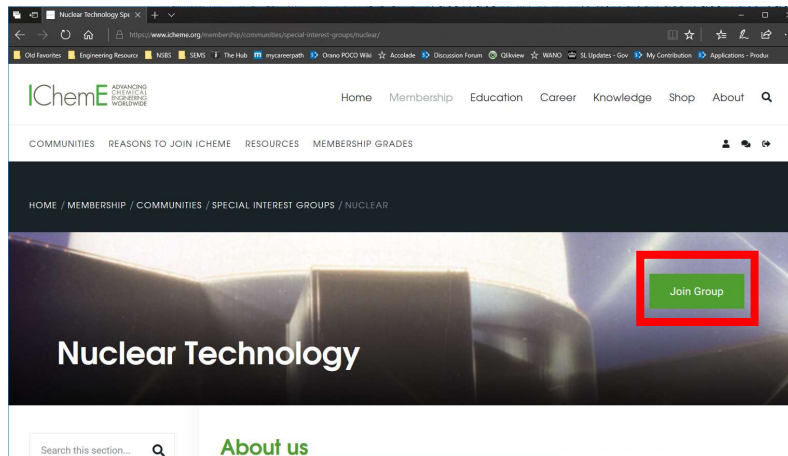 Nuclear Technology Spe
https://www.icheme.org/membership/communities/special-interest-groups/nuclear/
Old Favorites Engineering Resource NSBS SEMS The Hub mycareerpath Orano POCO Wiki Accolade Discussion Forum Qlikview WANO SL Updates - Gov My Contribution Applications - Produc
IChemE ADVANCING
CHEMICAL
ENGINEERING
WORLDWIDE
Home Membership Education Career Knowledge Shop About
COMMUNITIES REASONS TO JOIN ICHEME RESOURCES MEMBERSHIP GRADES
HOME / MEMBERSHIP / COMMUNITIES / SPECIAL INTEREST GROUPS / NUCLEAR
Join Group
Nuclear Technology
Search this section...
About us